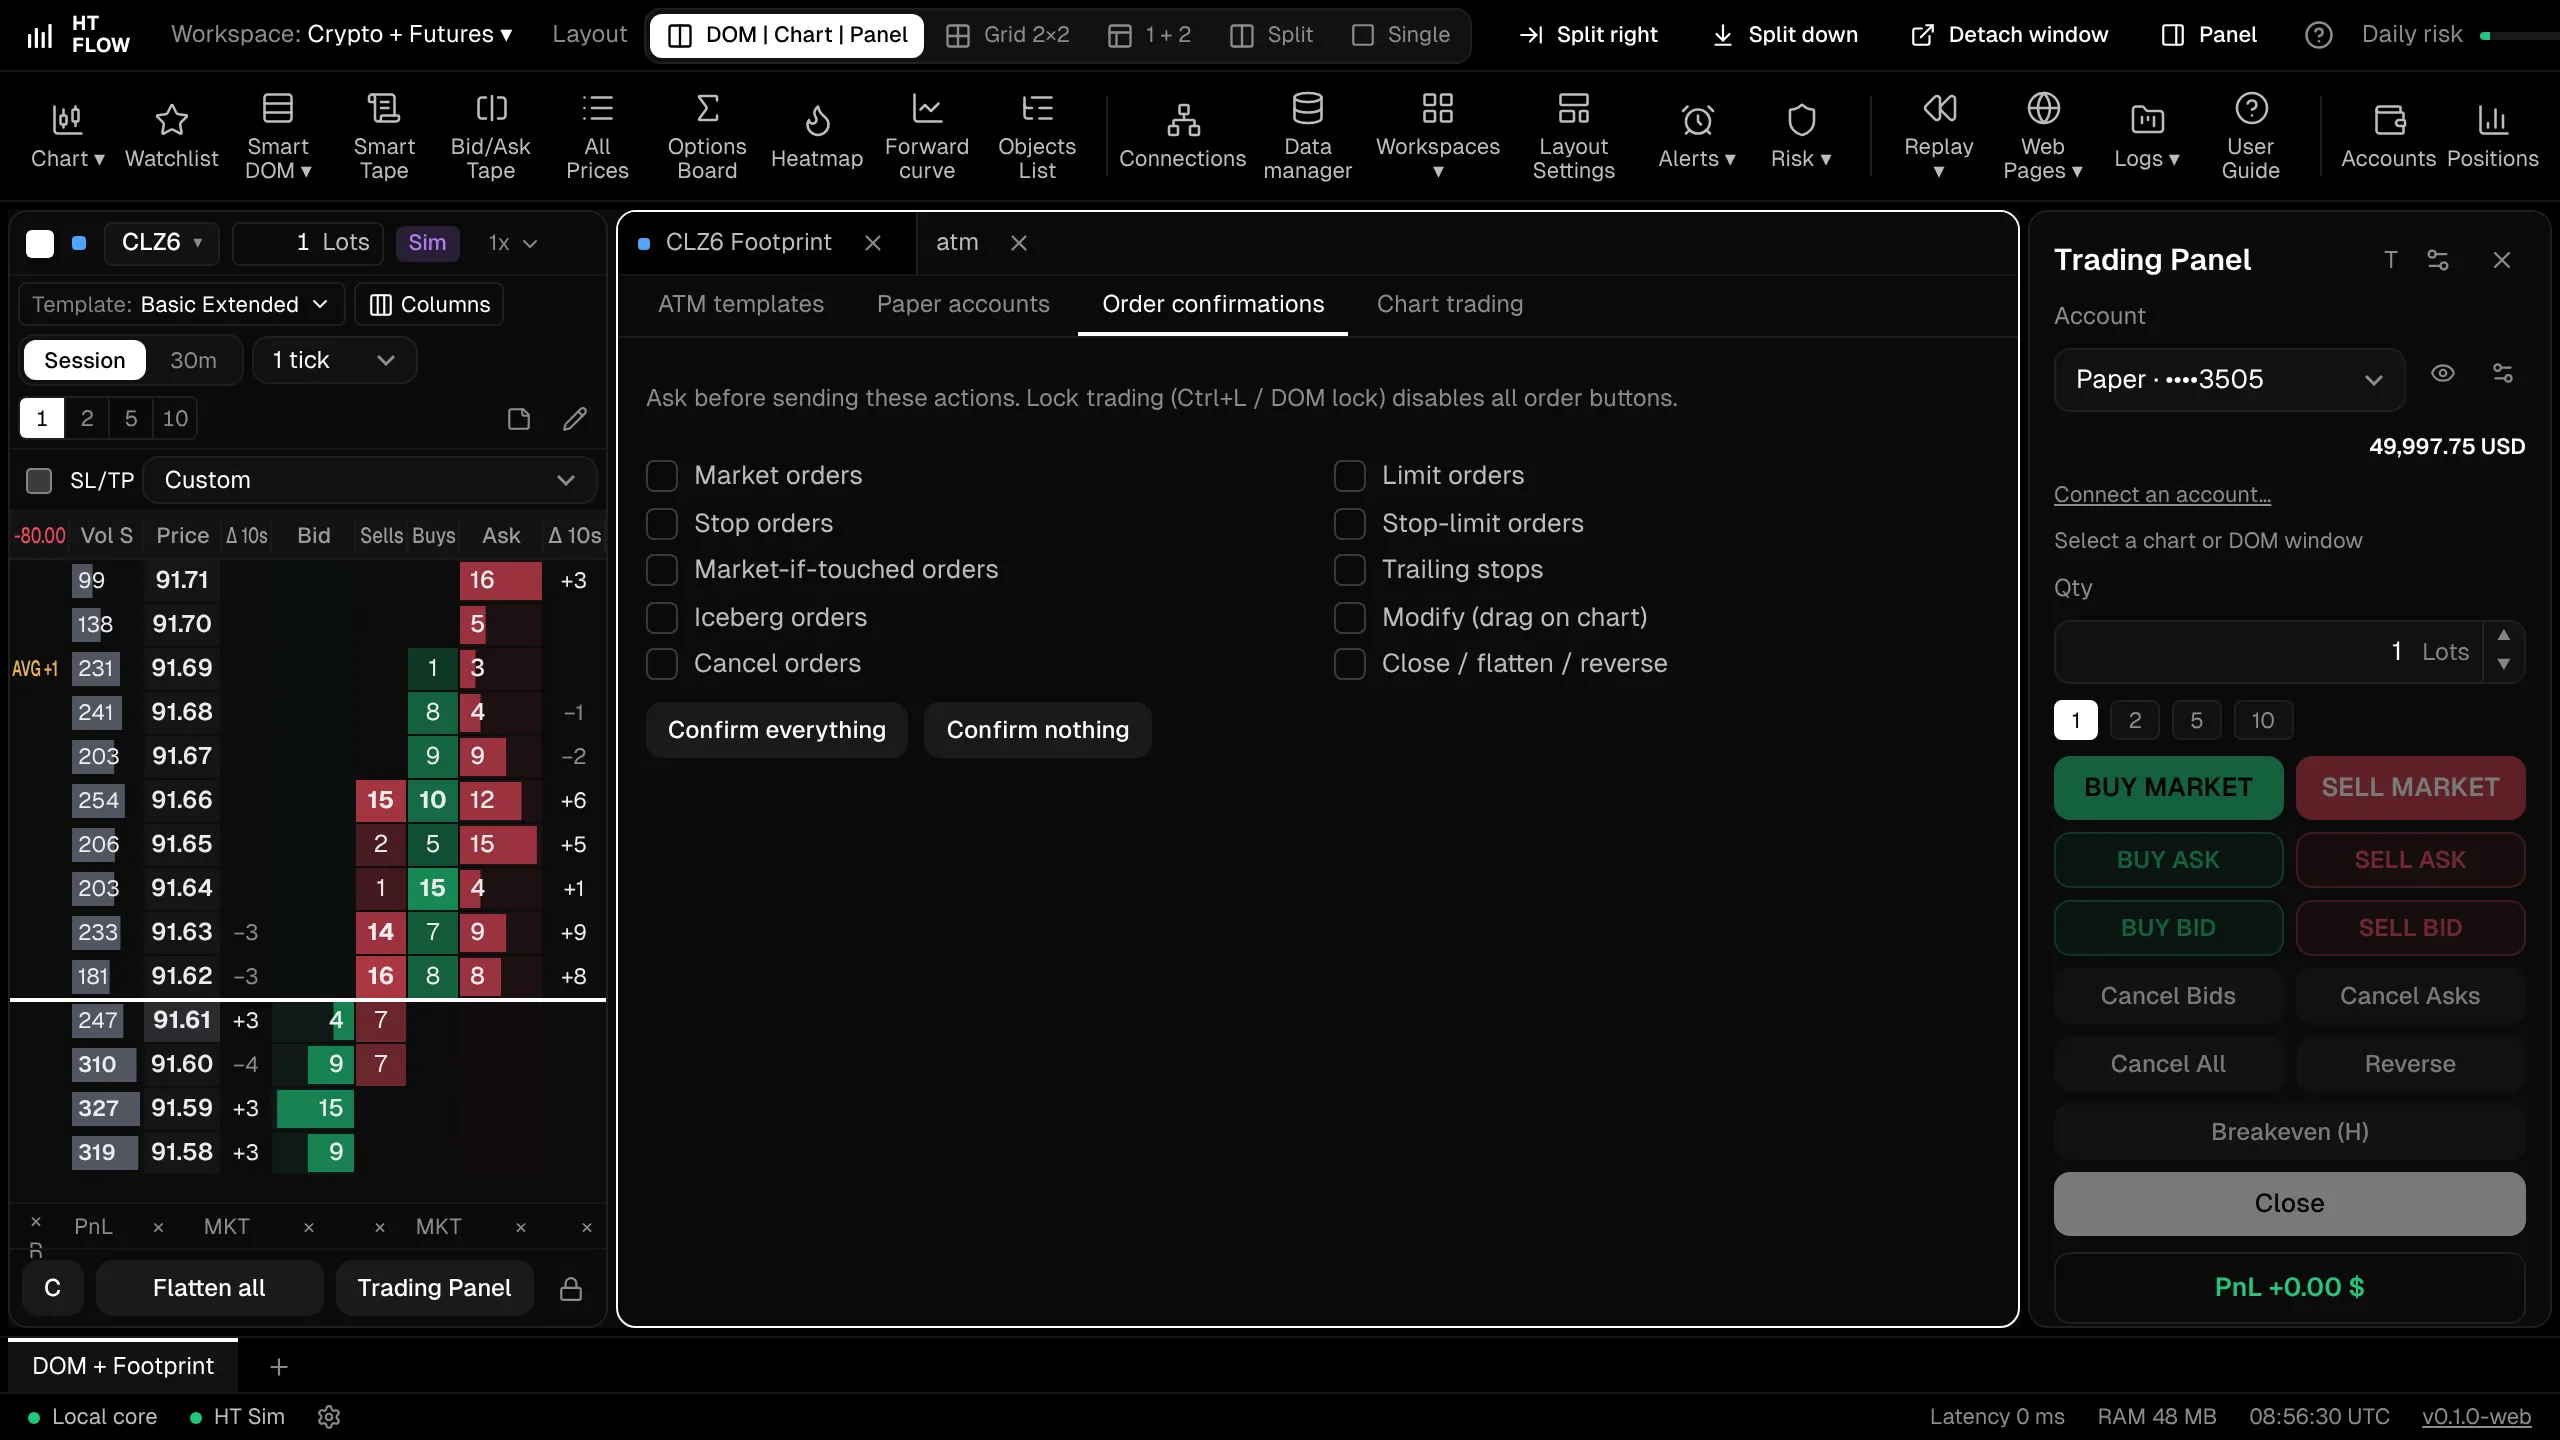 HT FLOW
Workspace: Crypto + Futures ▾
Layout
DOM | Chart | Panel
Grid 2×2
1 + 2
Split
Single
Split right
Split down
Detach window
Panel
Daily risk
Chart ▾
Watchlist
Smart DOM ▾
Smart Tape
Bid/Ask Tape
All Prices
Options Board
Heatmap
Forward curve
Objects List
Connections
Data manager
Workspaces ▾
Layout Settings
Alerts ▾
Risk ▾
Replay ▾
Web Pages ▾
Logs ▾
User Guide
Accounts
Positions
CLZ6 ▾
1 Lots
Sim
1x
Template: Basic Extended
Columns
Session
30m
1 tick
1 2 5 10
SL/TP
Custom
-80.00 Vol S Price Δ 10s Bid Sells Buys Ask Δ 10s
99 91.71 16 +3
138 91.70 5
AVG +1 231 91.69 1 3
241 91.68 8 4 −1
203 91.67 9 9 −2
254 91.66 15 10 12 +6
206 91.65 2 5 15 +5
203 91.64 1 15 4 +1
233 91.63 −3 14 7 9 +9
181 91.62 −3 16 8 8 +8
247 91.61 +3 4 7
310 91.60 −4 9 7
327 91.59 +3 15
319 91.58 +3 9
× PnL × MKT × × MKT × ×
C
Flatten all
Trading Panel
CLZ6 Footprint
atm
ATM templates
Paper accounts
Order confirmations
Chart trading
Ask before sending these actions. Lock trading (Ctrl+L / DOM lock) disables all order buttons.
Market orders
Limit orders
Stop orders
Stop-limit orders
Market-if-touched orders
Trailing stops
Iceberg orders
Modify (drag on chart)
Cancel orders
Close / flatten / reverse
Confirm everything
Confirm nothing
Trading Panel
T
Account
Paper · ••••3505
49,997.75 USD
Connect an account…
Select a chart or DOM window
Qty
1 Lots
1 2 5 10
BUY MARKET
SELL MARKET
BUY ASK
SELL ASK
BUY BID
SELL BID
Cancel Bids
Cancel Asks
Cancel All
Reverse
Breakeven (H)
Close
PnL +0.00 $
DOM + Footprint
+
Local core
HT Sim
Latency 0 ms
RAM 48 MB
08:56:30 UTC
v0.1.0-web